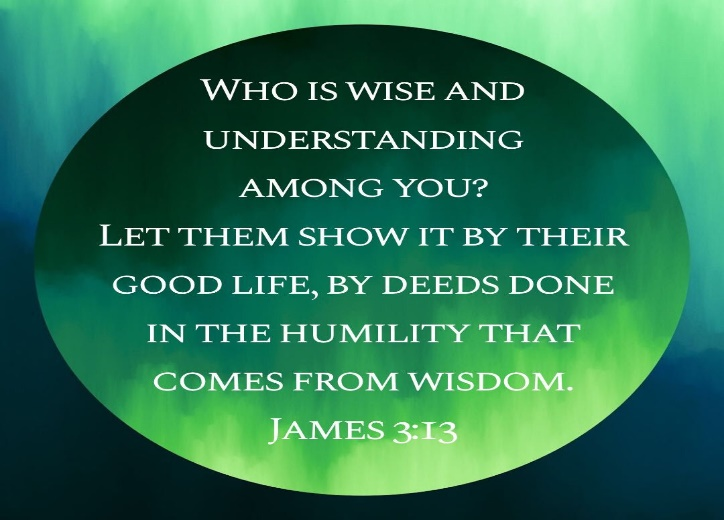 Who is wise and
understanding
among you?
Let them show it by their
good life, by deeds done
in the humility that
comes from wisdom.
James 3:13